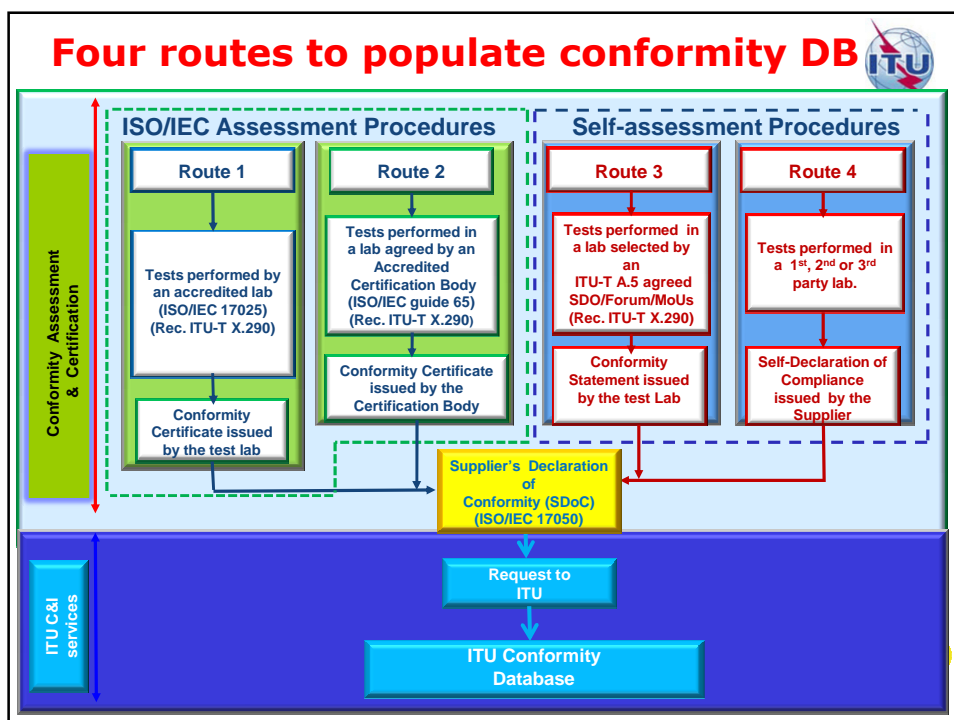 Four routes to populate conformity DB
ITU
Conformity Assessment
& Certification
ISO/IEC Assessment Procedures
Route 1
Tests performed by
an accredited lab
(ISO/IEC 17025)
(Rec. ITU-T X.290)
Conformity
Certificate issued
by the test lab
Route 2
Tests performed in
a lab agreed by an
Accredited
Certification Body
(ISO/IEC guide 65)
(Rec. ITU-T X.290)
Conformity Certificate
issued by the
Certification Body
Self-assessment Procedures
Route 3
Tests performed in
a lab selected by
an
ITU-T A.5 agreed
SDO/Forum/MoUs
(Rec. ITU-T X.290)
Conformity
Statement issued
by the test Lab
Route 4
Tests performed in
a 1st, 2nd or 3rd
party lab.
Self-Declaration of
Compliance
issued by the
Supplier
Supplier's Declaration
of
Conformity (SDoC)
(ISO/IEC 17050)
ITU C&I
services
Request to
ITU
ITU Conformity
Database